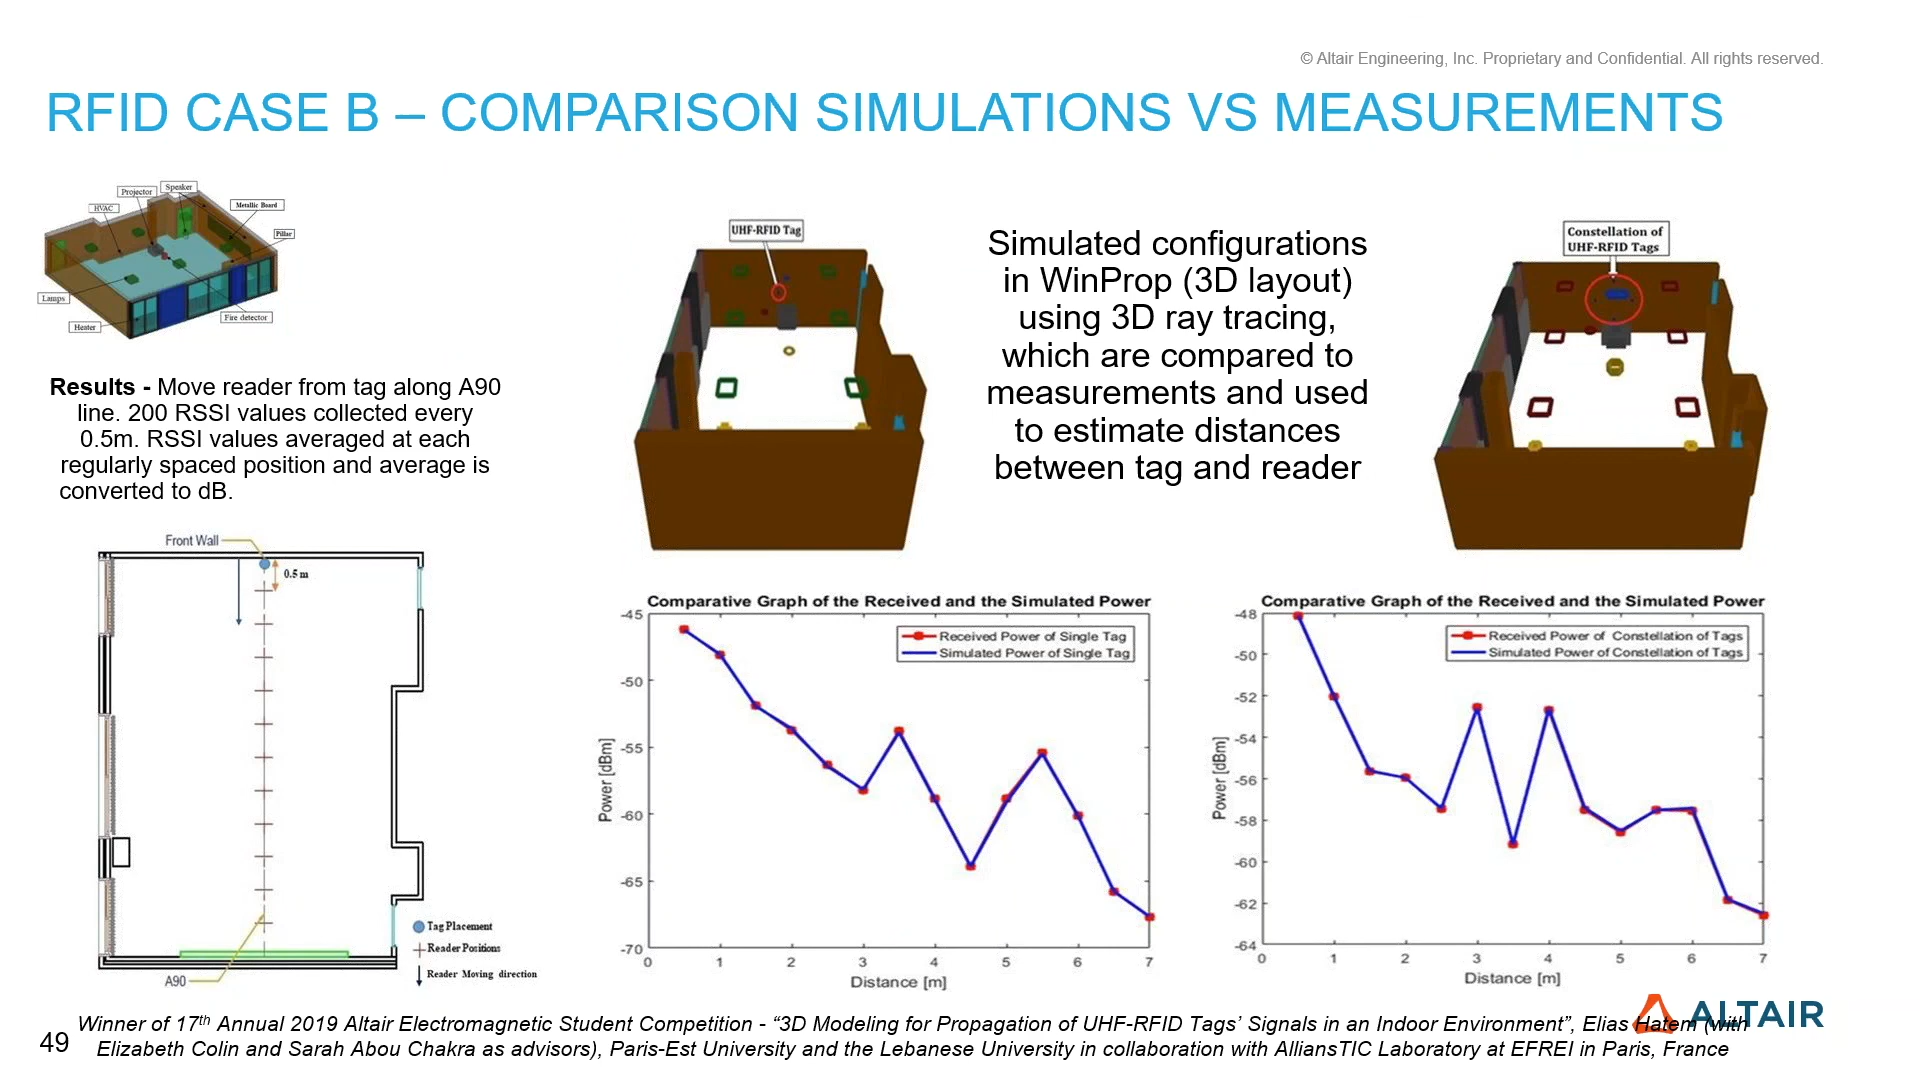 © Altair Engineering, Inc. Proprietary and Confidential. All rights reserved.
RFID CASE B – COMPARISON SIMULATIONS VS MEASUREMENTS
Projector
Speaker
HVAC
Metallic Board
Pillar
Lamps
Heater
Fire detector
Results - Move reader from tag along A90
line. 200 RSSI values collected every
0.5m. RSSI values averaged at each
regularly spaced position and average is
converted to dB.
Front Wall
0.5 m
A90
Tag Placement
Reader Positions
Reader Moving direction
UHF-RFID Tag
Simulated configurations
in WinProp (3D layout)
using 3D ray tracing,
which are compared to
measurements and used
to estimate distances
between tag and reader
Constellation of
UHF-RFID Tags
Comparative Graph of the Received and the Simulated Power
Received Power of Single Tag
Simulated Power of Single Tag
Power [dBm]
-45
-50
-55
-60
-65
-70
0 1 2 3 4 5 6 7
Distance [m]
Comparative Graph of the Received and the Simulated Power
Received Power of Constellation of Tags
Simulated Power of Constellation of Tags
Power [dBm]
-48
-50
-52
-54
-56
-58
-60
-62
-64
0 1 2 3 4 5 6 7
Distance [m]
Winner of 17th Annual 2019 Altair Electromagnetic Student Competition - “3D Modeling for Propagation of UHF-RFID Tags’ Signals in an Indoor Environment”, Elias Hatem (with
Elizabeth Colin and Sarah Abou Chakra as advisors), Paris-Est University and the Lebanese University in collaboration with AlliansTIC Laboratory at EFREI in Paris, France
49
ALTAIR